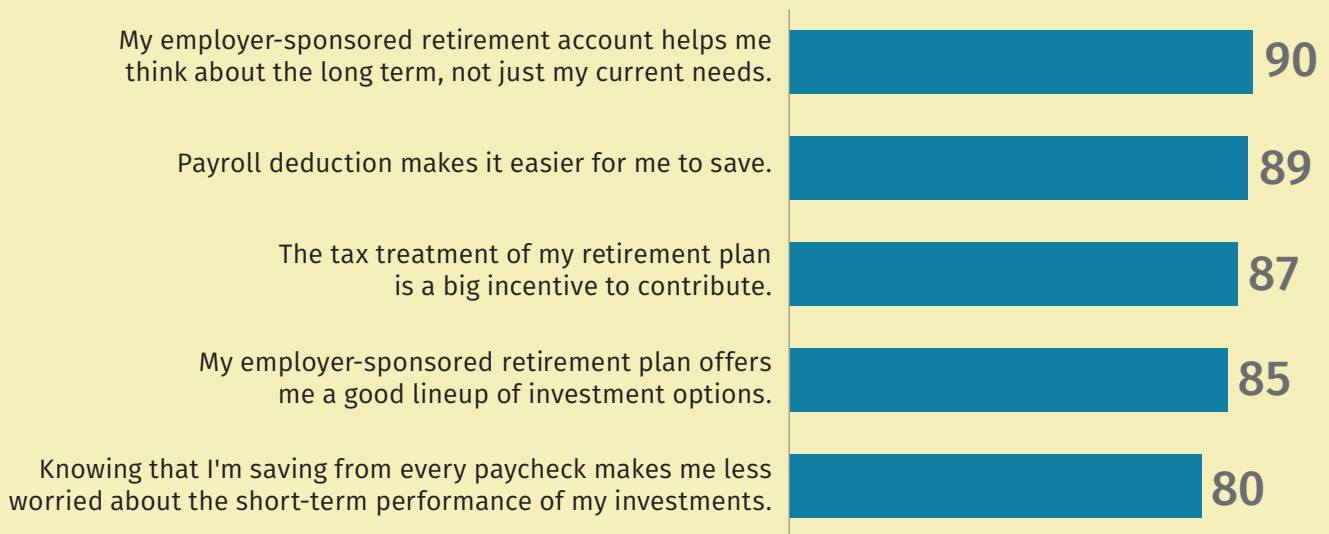 My employer-sponsored retirement account helps me
think about the long term, not just my current needs.
90
Payroll deduction makes it easier for me to save.
89
The tax treatment of my retirement plan
is a big incentive to contribute.
87
My employer-sponsored retirement plan offers
me a good lineup of investment options.
85
Knowing that I'm saving from every paycheck makes me less
worried about the short-term performance of my investments.
80